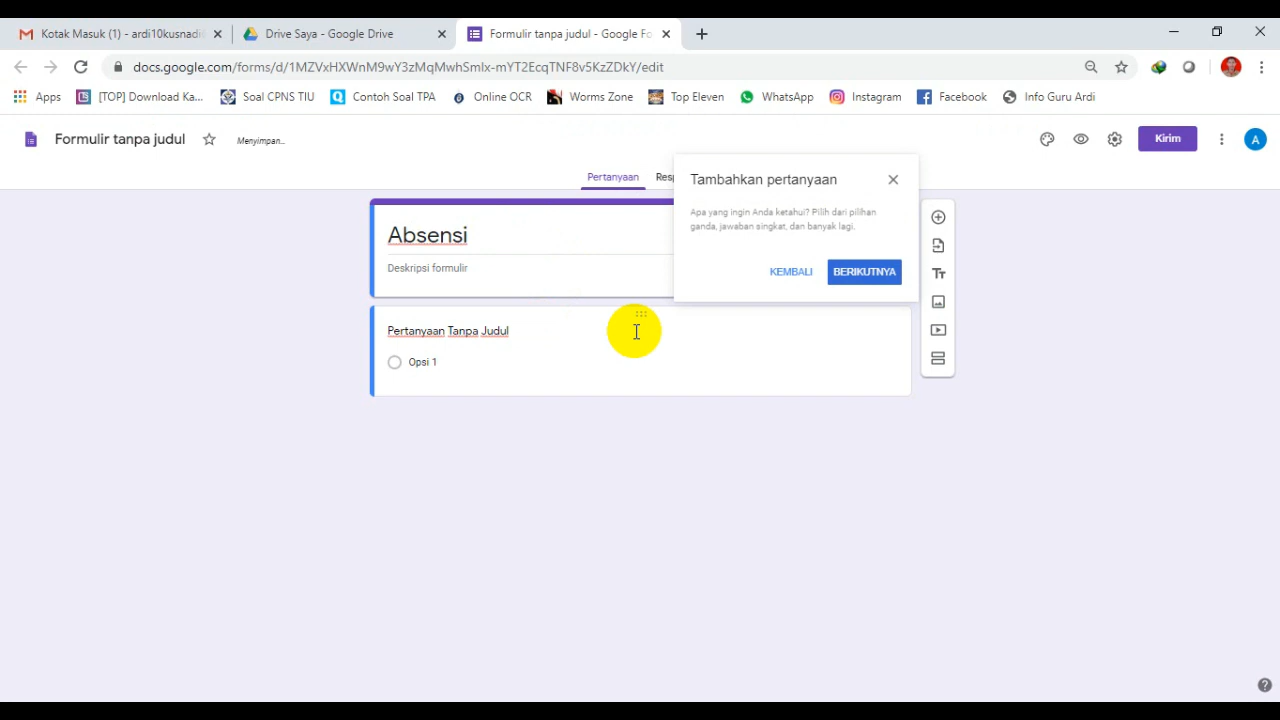 Kotak Masuk (1) - ardi10kusnadi
Drive Saya - Google Drive
Formulir tanpa judul - Google Fo
docs.google.com/forms/d/1MZVxHXWnM9wY3zMqMwhSmIx-mYT2EcqTNF8v5KzZDkY/edit
Apps
[TOP] Download Ka...
Soal CPNS TIU
Contoh Soal TPA
Online OCR
Worms Zone
Top Eleven
WhatsApp
Instagram
Facebook
Info Guru Ardi
Formulir tanpa judul
Menyimpan...
Kirim
A
Pertanyaan
Res
Tambahkan pertanyaan
Apa yang ingin Anda ketahui? Pilih dari pilihan
ganda, jawaban singkat, dan banyak lagi.
KEMBALI
BERIKUTNYA
Absensi
Deskripsi formulir
Pertanyaan Tanpa Judul
Opsi 1